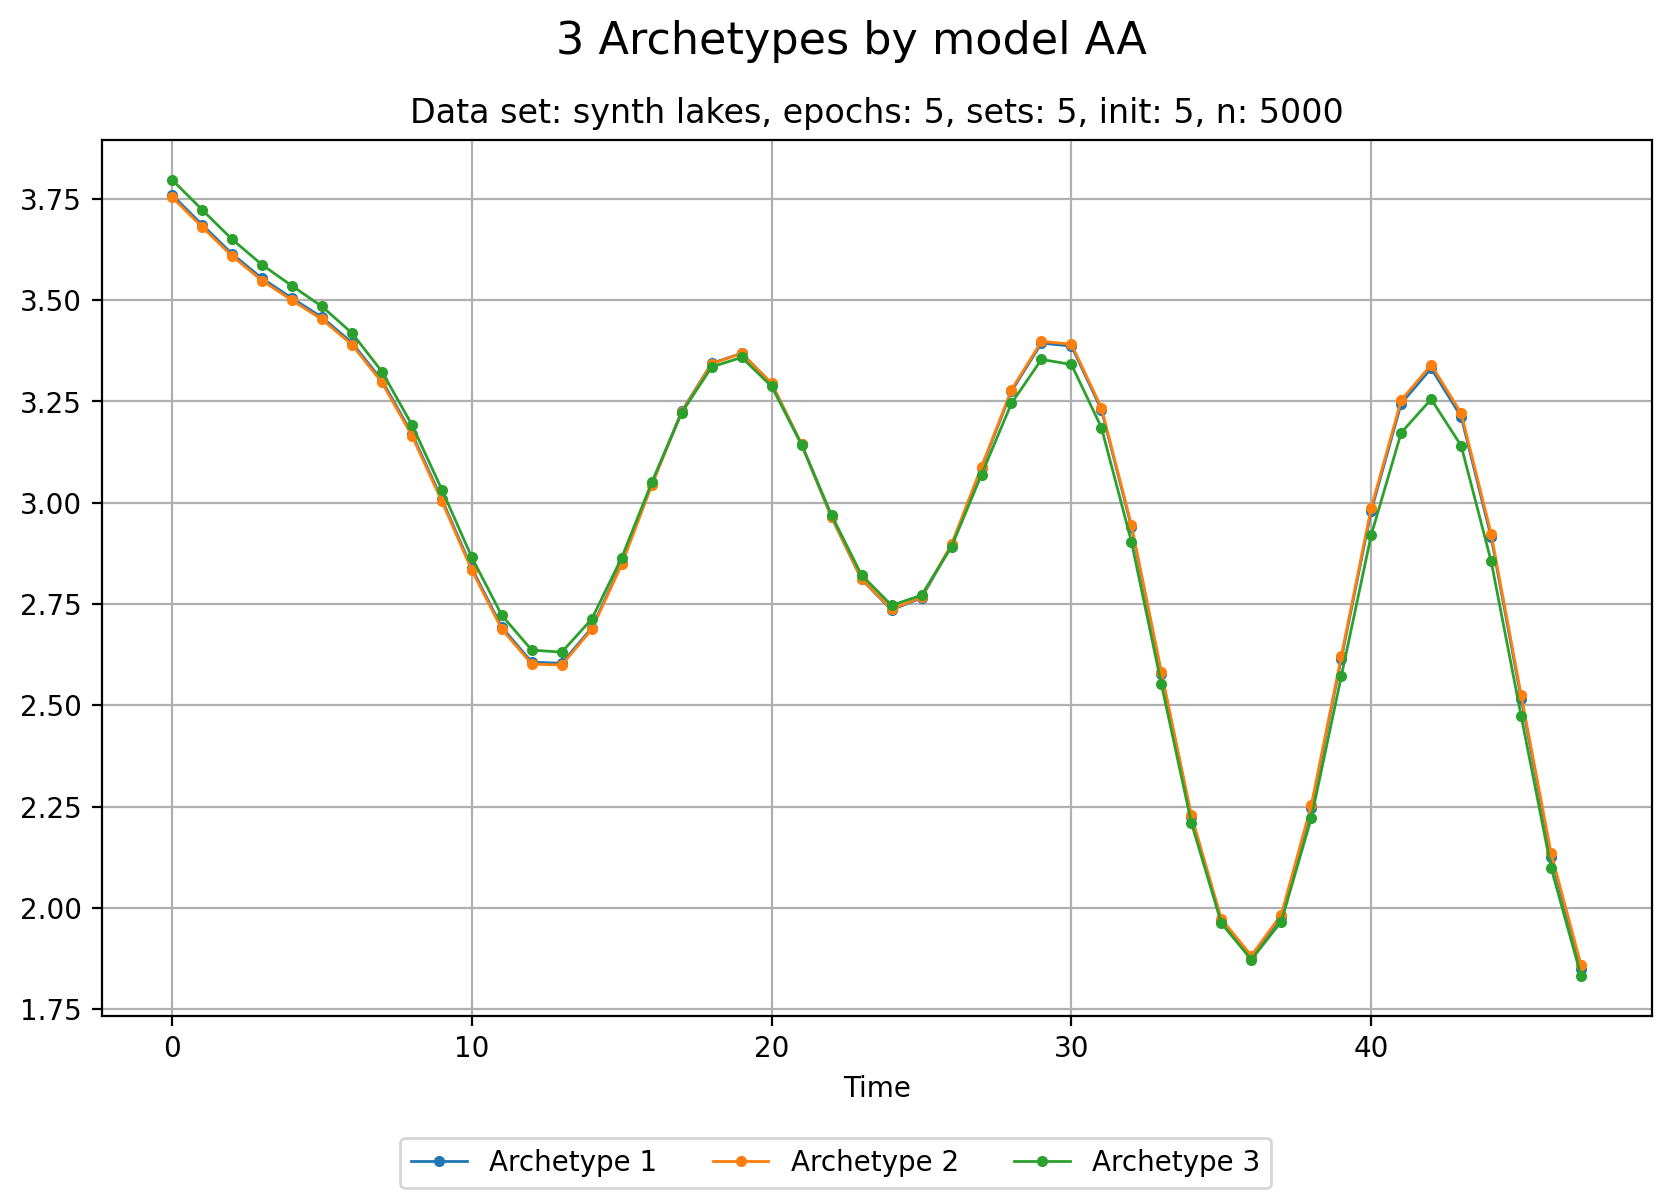 3 Archetypes by model AA
Data set: synth lakes, epochs: 5, sets: 5, init: 5, n: 5000
3.75
3.50
3.25
3.00
2.75
2.50
2.25
2.00
1.75
0 10 20 30 40
Time
Archetype 1 Archetype 2 Archetype 3